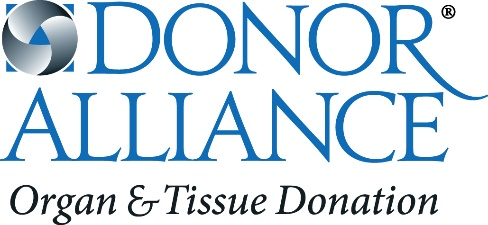 DONOR®
ALLIANCE
Organ & Tissue Donation